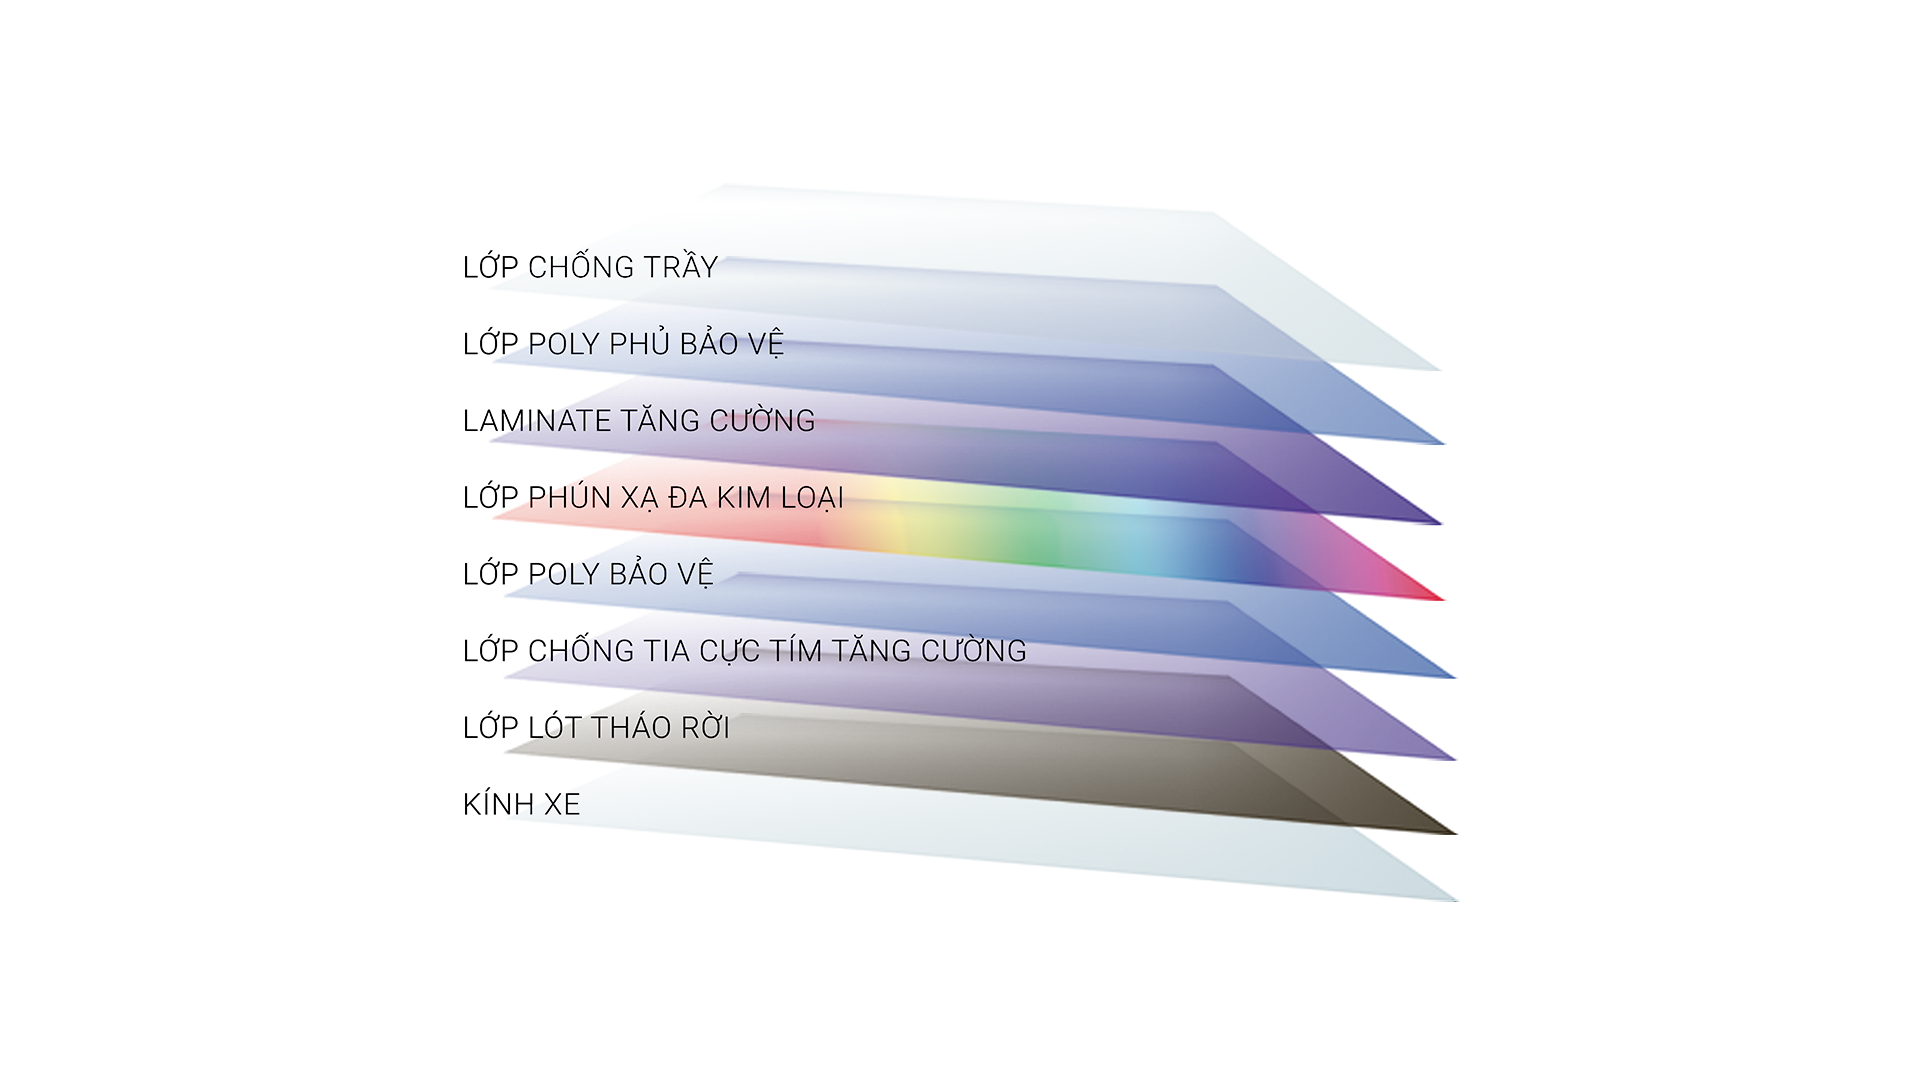 LỚP CHỐNG TRẦY
LỚP POLY PHỦ BẢO VỆ
LAMINATE TĂNG CƯỜNG
LỚP PHÚN XẠ ĐA KIM LOẠI
LỚP POLY BẢO VỆ
LỚP CHỐNG TIA CỰC TÍM TĂNG CƯỜNG
LỚP LÓT THÁO RỜI
KÍNH XE